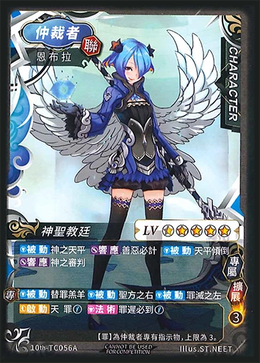 仲裁者
聯
恩布拉
CHARACTER
神聖教廷
LV
被動 神之天平 響應 善惡必計 被動 天平傾倒
響應 神之審判
專屬
擴展
③
專 被動 替罪羔羊 被動 聖方之右 被動 罪滅之左
啟動 天罪 法術 罪遲必到
【罪】為仲裁者專有指示物,上限為 3。
10th-TC056A
CANNOT BE USED
FOR COMPETITION
Illus.ST.NEET